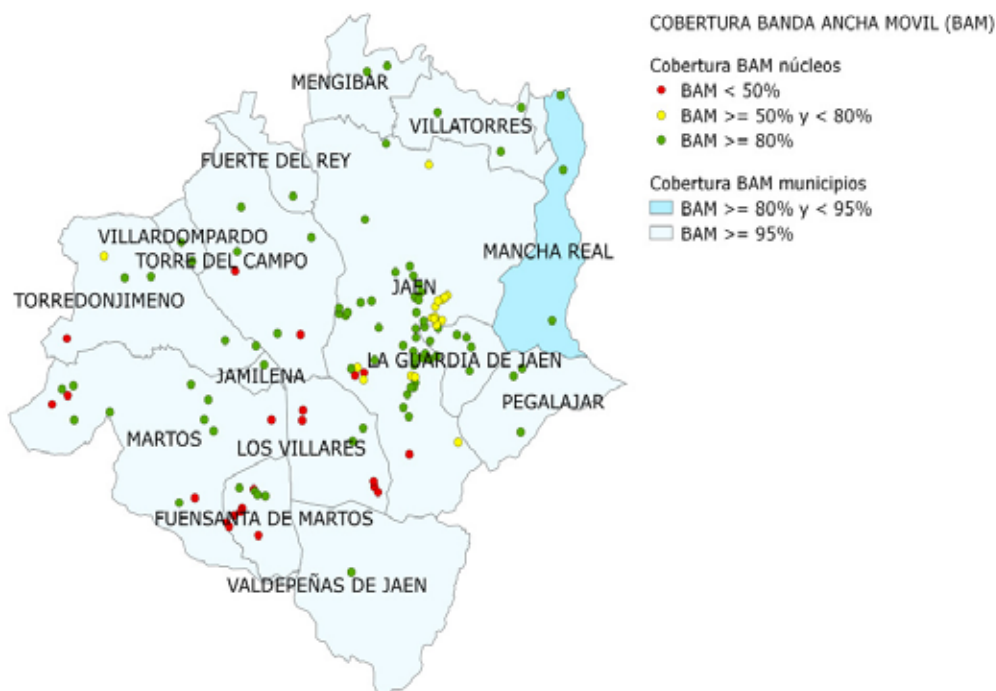 COBERTURA BANDA ANCHA MOVIL (BAM)
Cobertura BAM núcleos
BAM < 50%
BAM >= 50% y < 80%
BAM >= 80%
Cobertura BAM municipios
BAM >= 80% y < 95%
BAM >= 95%
MENGIBAR
VILLATORRES
FUERTE DEL REY
VILLARDOMPARDO
TORRE DEL CAMPO
MANCHA REAL
TORREDONJIMENO
JAEN
LA GUARDIA DE JAEN
JAMILENA
PEGALAJAR
MARTOS
LOS VILLARES
FUENSANTA DE MARTOS
VALDEPEÑAS DE JAEN